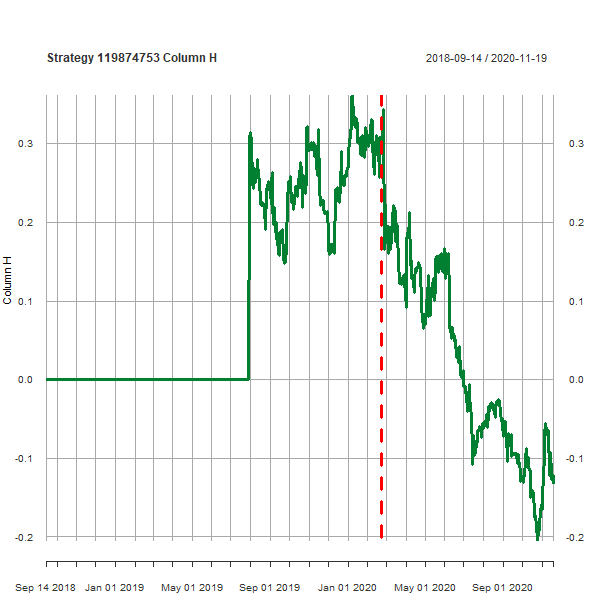 Strategy 119874753 Column H
2018-09-14 / 2020-11-19
Column H
0.3 0.3
0.2 0.2
0.1 0.1
0.0 0.0
-0.1 -0.1
-0.2 -0.2
Sep 14 2018 Jan 01 2019 May 01 2019 Sep 01 2019 Jan 01 2020 May 01 2020 Sep 01 2020